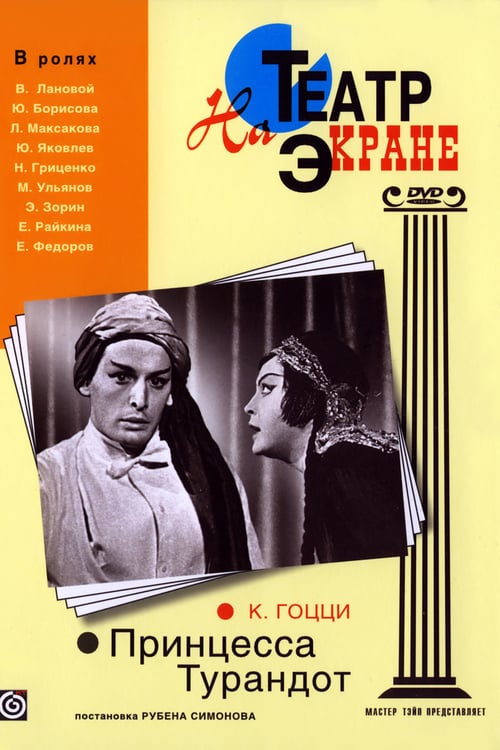 В ролях
В. Лановой
Ю. Борисова
Л. Максакова
Ю. Яковлев
Н. Гриценко
М. Ульянов
Э. Зорин
Е. Райкина
Е. Федоров
ТЕАТР
На ЭКРАНЕ
DVD
К. ГОЦЦИ
Принцесса
Турандот
постановка РУБЕНА СИМОНОВА
МАСТЕР ТЭЙП ПРЕДСТАВЛЯЕТ